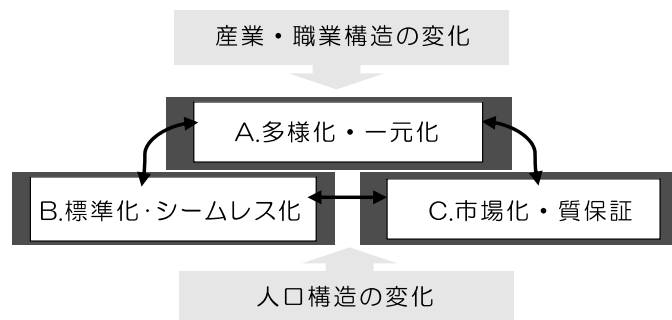 産業・職業構造の変化
A.多様化・一元化
B.標準化·シームレス化
C.市場化・質保証
人口構造の変化